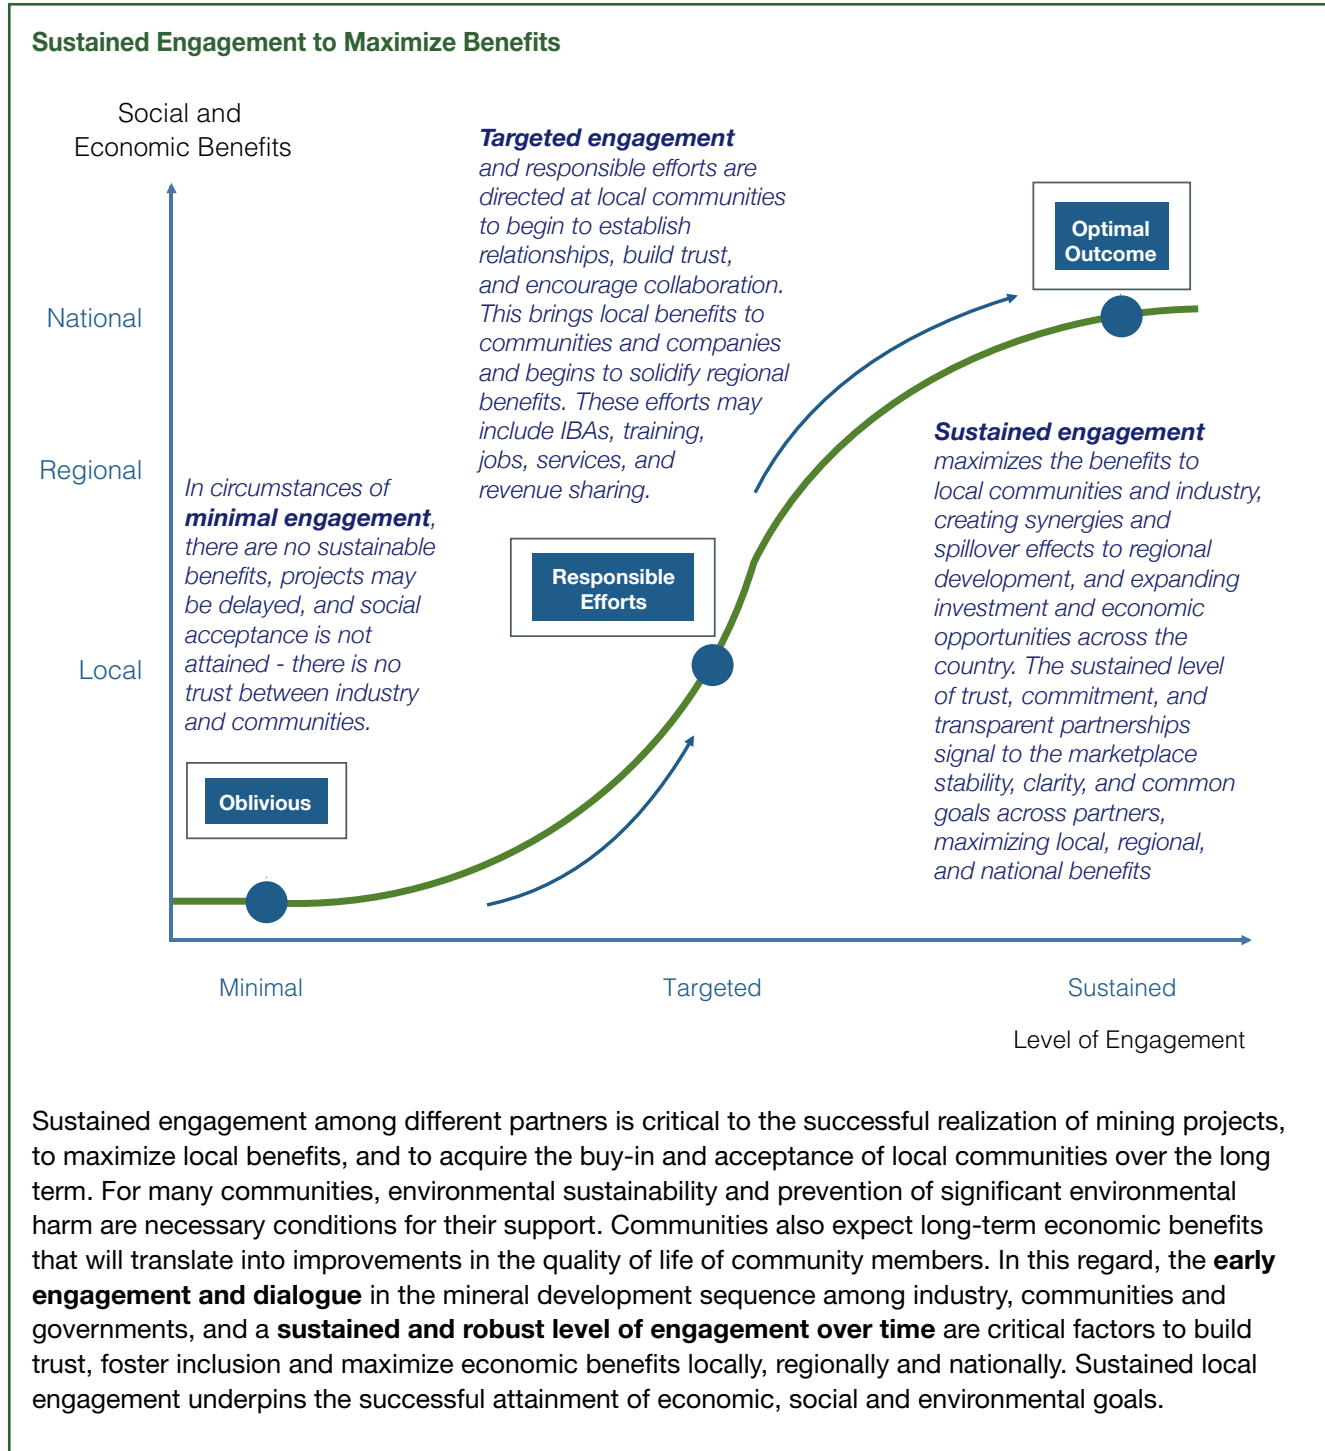 Sustained Engagement to Maximize Benefits
Social and
Economic Benefits
National
Regional
Local
In circumstances of
minimal engagement,
there are no sustainable
benefits, projects may
be delayed, and social
acceptance is not
attained - there is no
trust between industry
and communities.
Oblivious
Targeted engagement
and responsible efforts are
directed at local communities
to begin to establish
relationships, build trust,
and encourage collaboration.
This brings local benefits to
communities and companies
and begins to solidify regional
benefits. These efforts may
include IBAs, training,
jobs, services, and
revenue sharing.
Responsible
Efforts
Optimal
Outcome
Sustained engagement
maximizes the benefits to
local communities and industry,
creating synergies and
spillover effects to regional
development, and expanding
investment and economic
opportunities across the
country. The sustained level
of trust, commitment, and
transparent partnerships
signal to the marketplace
stability, clarity, and common
goals across partners,
maximizing local, regional,
and national benefits
Minimal
Targeted
Sustained
Level of Engagement
Sustained engagement among different partners is critical to the successful realization of mining projects,
to maximize local benefits, and to acquire the buy-in and acceptance of local communities over the long
term. For many communities, environmental sustainability and prevention of significant environmental
harm are necessary conditions for their support. Communities also expect long-term economic benefits
that will translate into improvements in the quality of life of community members. In this regard, the early
engagement and dialogue in the mineral development sequence among industry, communities and
governments, and a sustained and robust level of engagement over time are critical factors to build
trust, foster inclusion and maximize economic benefits locally, regionally and nationally. Sustained local
engagement underpins the successful attainment of economic, social and environmental goals.